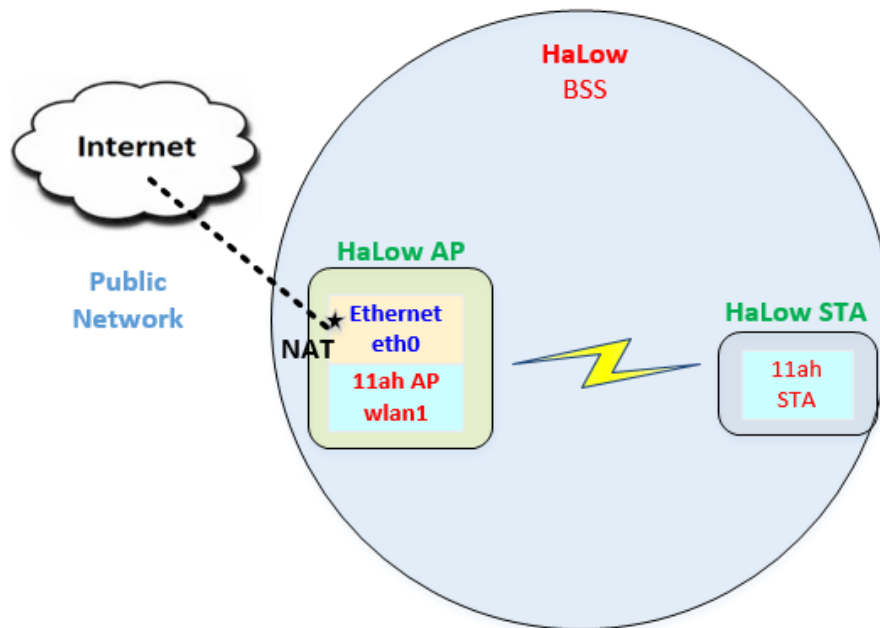 HaLow
BSS
Internet
HaLow AP
Public
Network
Ethernet
eth0
NAT
11ah AP
wlan1
HaLow STA
11ah
STA